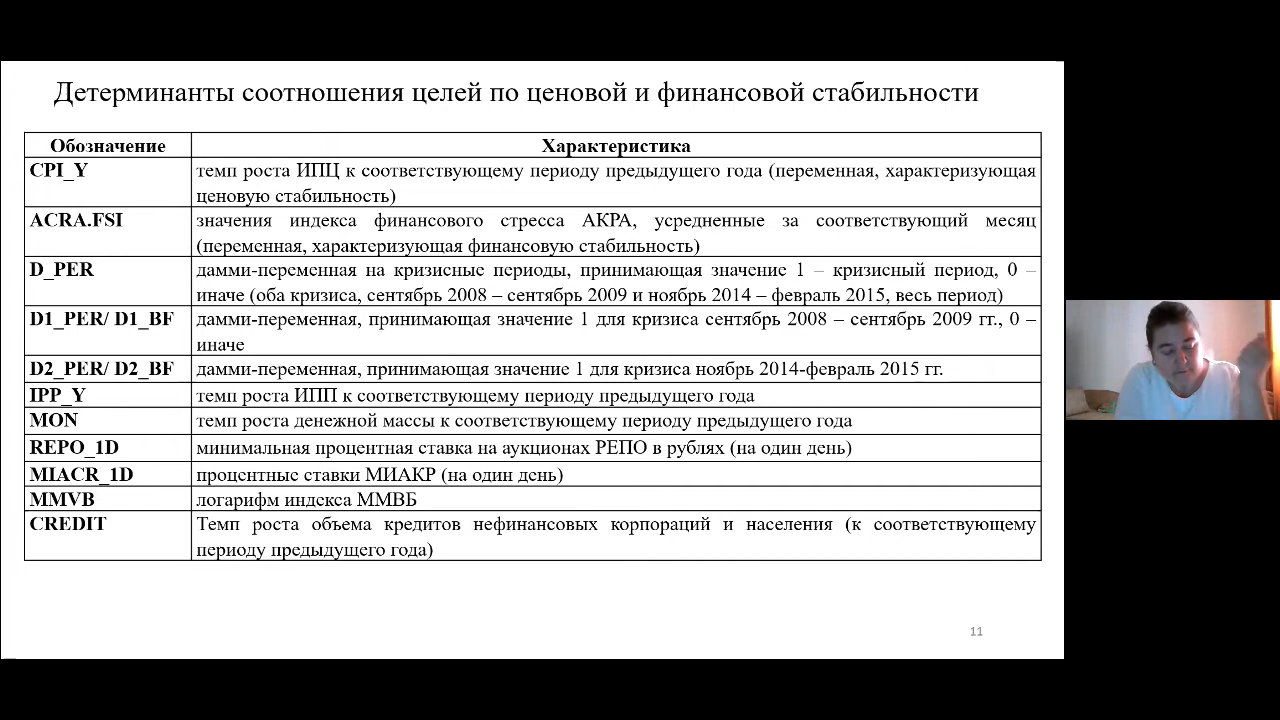 Детерминанты соотношения целей по ценовой и финансовой стабильности
Обозначение Характеристика
CPI_Y темп роста ИПЦ к соответствующему периоду предыдущего года (переменная, характеризующая
ценовую стабильность)
ACRA.FSI значения индекса финансового стресса АКРА, усредненные за соответствующий месяц
(переменная, характеризующая финансовую стабильность)
D_PER дамми-переменная на кризисные периоды, принимающая значение 1 – кризисный период, 0 –
иначе (оба кризиса, сентябрь 2008 – сентябрь 2009 и ноябрь 2014 – февраль 2015, весь период)
D1_PER/ D1_BF дамми-переменная, принимающая значение 1 для кризиса сентябрь 2008 – сентябрь 2009 гг., 0 –
иначе
D2_PER/ D2_BF дамми-переменная, принимающая значение 1 для кризиса ноябрь 2014-февраль 2015 гг.
IPP_Y темп роста ИПП к соответствующему периоду предыдущего года
MON темп роста денежной массы к соответствующему периоду предыдущего года
REPO_1D минимальная процентная ставка на аукционах РЕПО в рублях (на один день)
MIACR_1D процентные ставки МИАКР (на один день)
MMVB логарифм индекса ММВБ
CREDIT Темп роста объема кредитов нефинансовых корпораций и населения (к соответствующему
периоду предыдущего года)
11